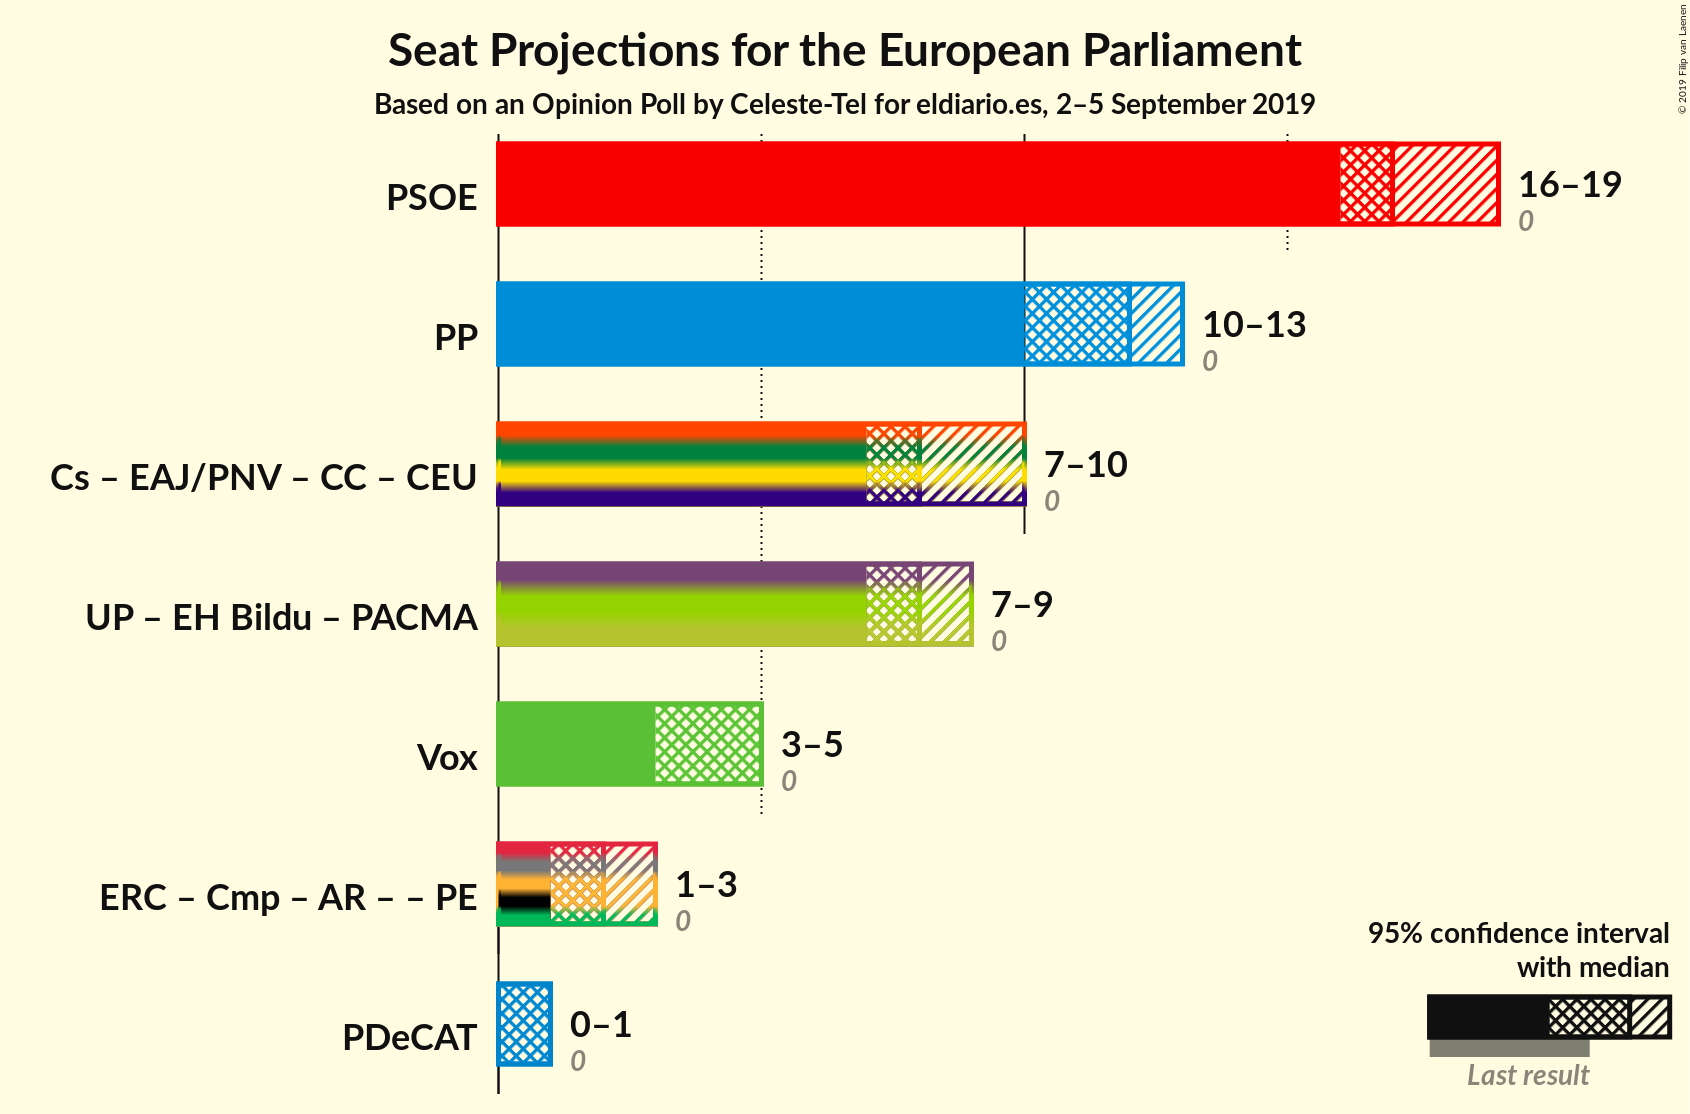 Seat Projections for the European Parliament
Based on an Opinion Poll by Celeste-Tel for eldiario.es, 2–5 September 2019
© 2019 Filip van Laenen
PSOE
16–19
0
PP
10–13
0
Cs – EAJ/PNV – CC – CEU
7–10
0
UP – EH Bildu – PACMA
7–9
0
Vox
3–5
0
ERC – Cmp – AR – – PE
1–3
0
PDeCAT
0–1
0
95% confidence interval
with median
Last result